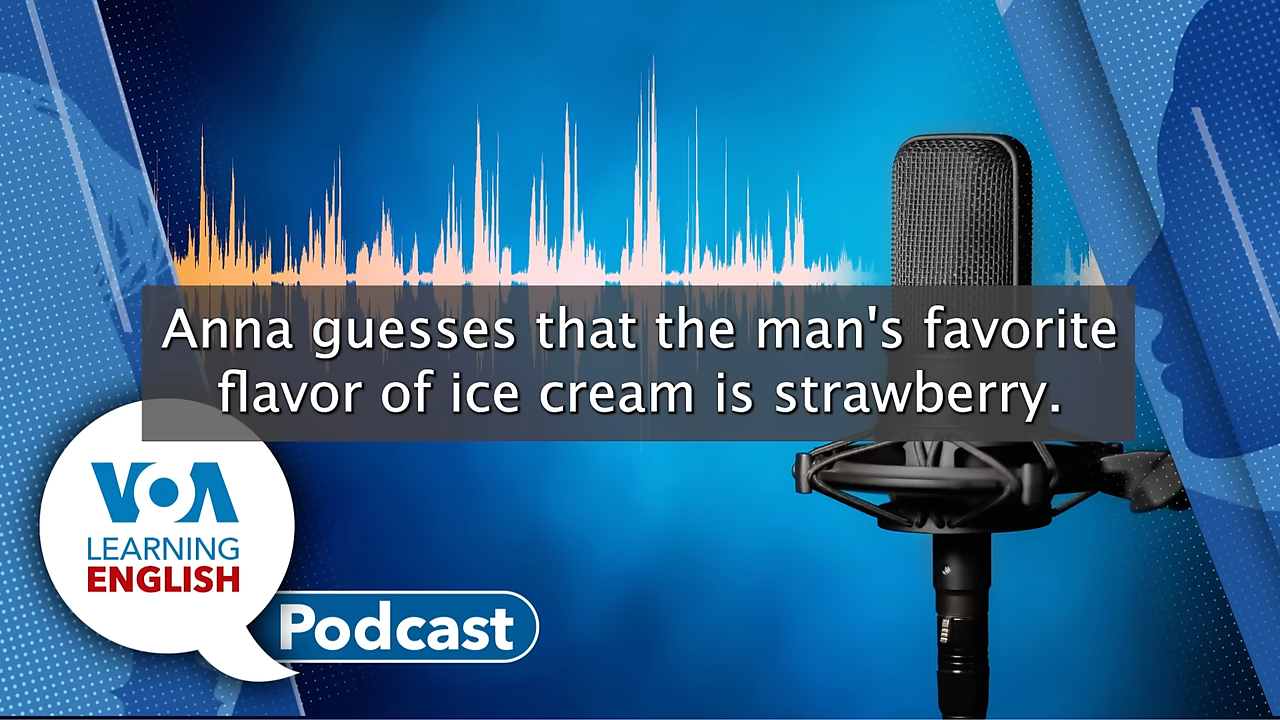 Anna guesses that the man's favorite
flavor of ice cream is strawberry.
VOA
LEARNING
ENGLISH
Podcast